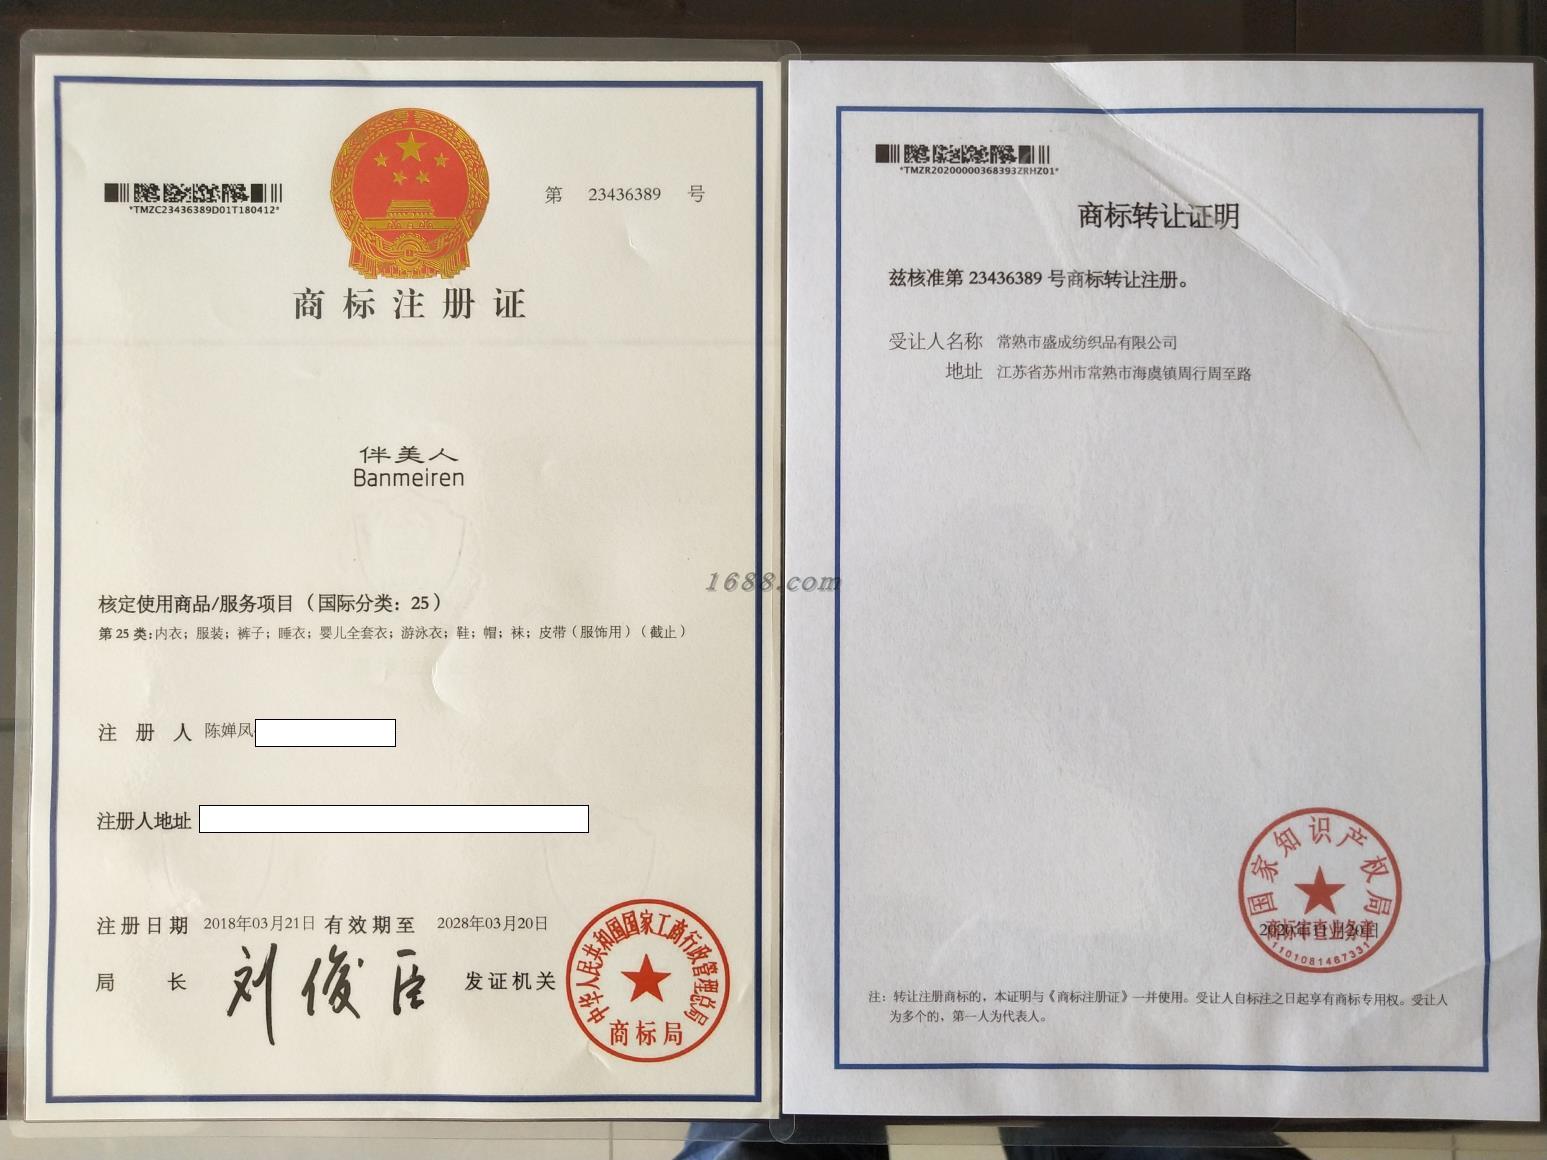 *TMZC23436389D01T180412*
第 23436389 号
商标注册证
伴美人
Banmeiren
核定使用商品/服务项目（国际分类：25）
第25类：内衣；服装；裤子；睡衣；婴儿全套衣；游泳衣；鞋；帽；袜；皮带（服饰用）（截止）
注册人 陈婵凤
注册人地址
注册日期 2018年03月21日 有效期至 2028年03月20日
局长 刘俊臣 发证机关
中华人民共和国国家工商行政管理总局
商标局
1688.com
*TMZR20200000368393ZRHZ01*
商标转让证明
兹核准第 23436389 号商标转让注册。
受让人名称 常熟市盛成纺织品有限公司
地址 江苏省苏州市常熟市海虞镇周行周至路
国家知识产权局
商标审查业务章
2020年11月20日
1101081467331
注：转让注册商标的，本证明与《商标注册证》一并使用。受让人自标注之日起享有商标专用权。受让人
为多个的，第一人为代表人。